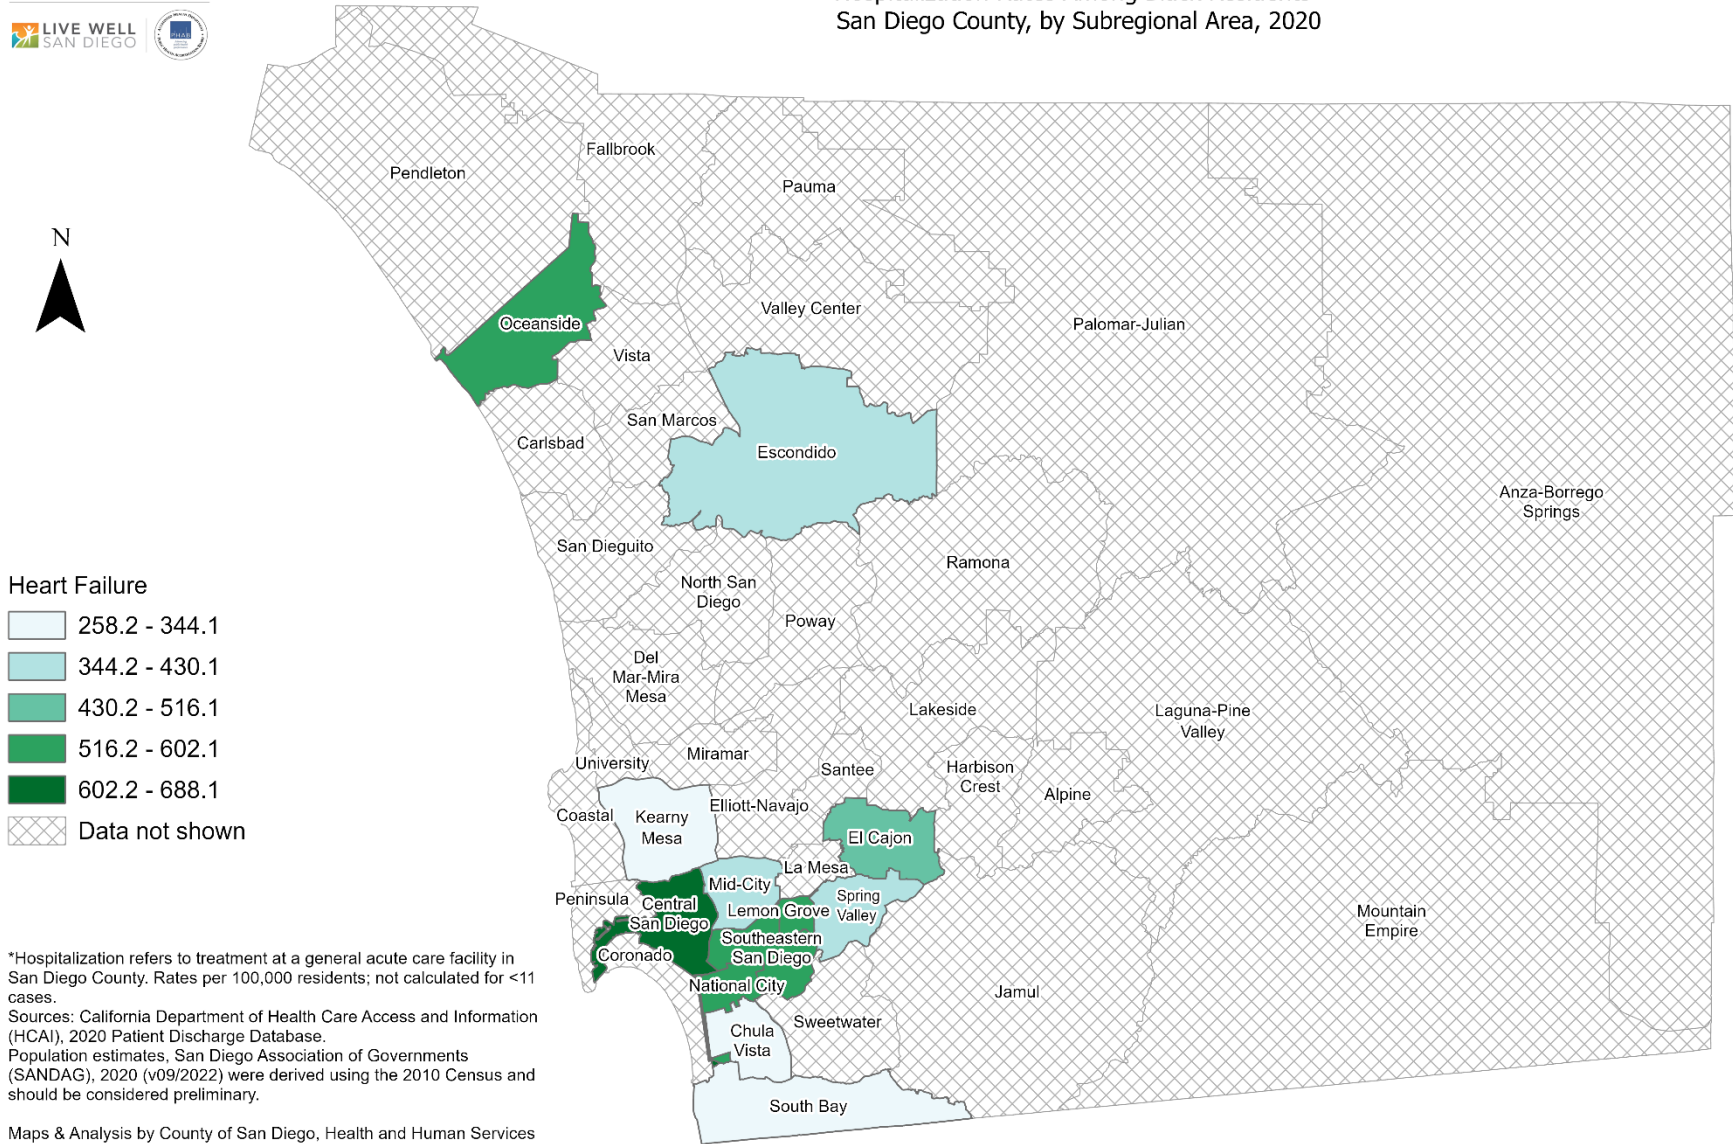 LIVE WELL
SAN DIEGO
PHAB
San Diego County, by Subregional Area, 2020
N
Fallbrook
Pendleton
Pauma
Oceanside
Valley Center
Palomar-Julian
Vista
San Marcos
Carlsbad
Escondido
Anza-Borrego
Springs
San Dieguito
Ramona
North San
Diego
Poway
Del
Mar-Mira
Mesa
Lakeside
Laguna-Pine
Valley
Miramar
University
Santee
Harbison
Crest
Alpine
Coastal
Kearny
Mesa
Elliott-Navajo
El Cajon
La Mesa
Mid-City
Peninsula
Central
San Diego
Spring
Valley
Lemon Grove
Mountain
Empire
Southeastern
San Diego
Coronado
National City
Jamul
Sweetwater
Chula
Vista
South Bay
Heart Failure
258.2 - 344.1
344.2 - 430.1
430.2 - 516.1
516.2 - 602.1
602.2 - 688.1
Data not shown
*Hospitalization refers to treatment at a general acute care facility in
San Diego County. Rates per 100,000 residents; not calculated for <11
cases.
Sources: California Department of Health Care Access and Information
(HCAI), 2020 Patient Discharge Database.
Population estimates, San Diego Association of Governments
(SANDAG), 2020 (v09/2022) were derived using the 2010 Census and
should be considered preliminary.
Maps & Analysis by County of San Diego, Health and Human Services